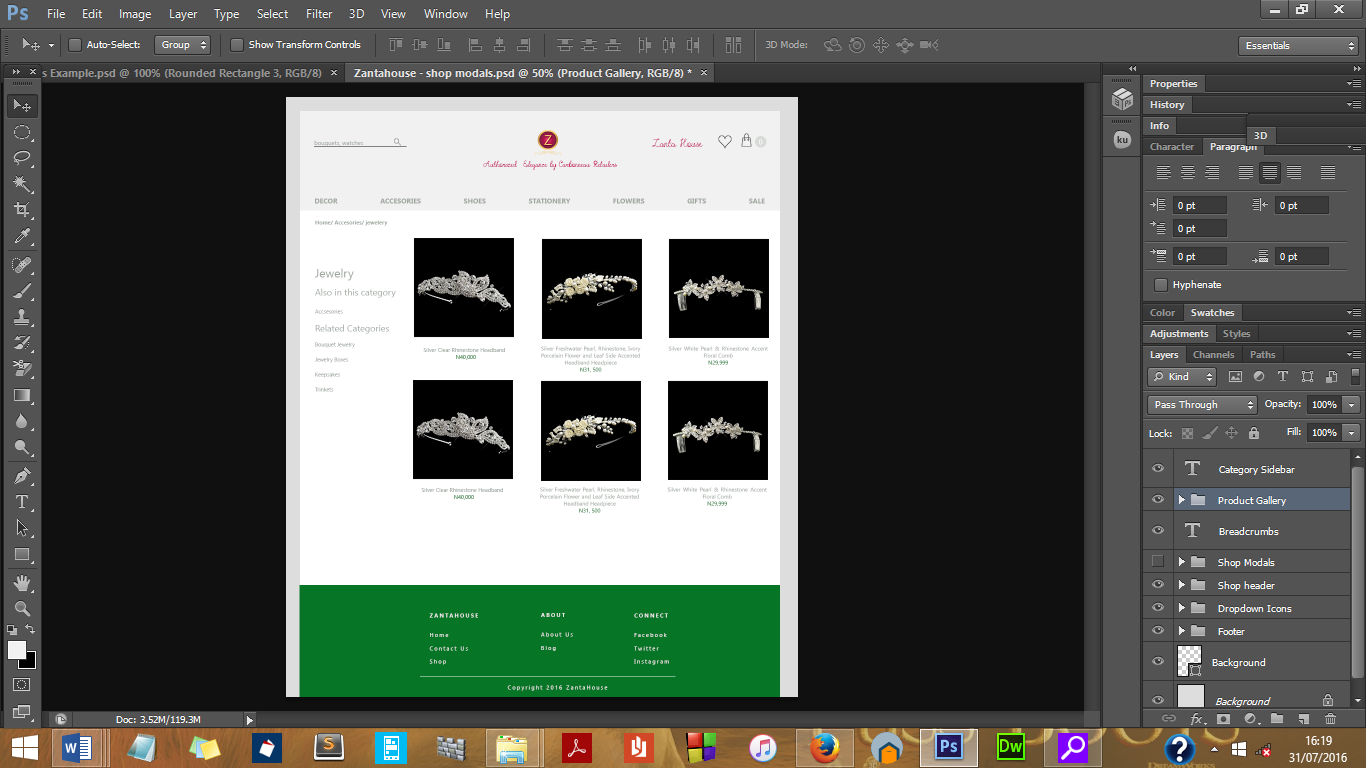 Ps File Edit Image Layer Type Select Filter 3D View Window Help
Auto-Select: Group Show Transform Controls 3D Mode: Essentials
s Example.psd @ 100% (Rounded Rectangle 3, RGB/8) × Zantahouse - shop modals.psd @ 50% (Product Gallery, RGB/8) * ×
bouquets, watches
Z
Zanta House
0
Authorized Elegance by Carbonesse Retailers
DECOR ACCESORIES SHOES STATIONERY FLOWERS GIFTS SALE
Home/ Accesories/ jewelery
Jewelry
Also in this category
Accesories
Related Categories
Bouquet Jewelry
Jewelry Boxes
Keepsakes
Trinkets
Silver Clear Rhinestone Headband
N40,000
Silver Freshwater Pearl, Rhinestone, Ivory
Porcelain Flower and Leaf Side Accented
Headband Headpiece
N31, 500
Silver White Pearl & Rhinestone Accent
Floral Comb
N29,999
Silver Clear Rhinestone Headband
N40,000
Silver Freshwater Pearl, Rhinestone, Ivory
Porcelain Flower and Leaf Side Accented
Headband Headpiece
N31, 500
Silver White Pearl & Rhinestone Accent
Floral Comb
N29,999
ZANTAHOUSE
Home
Contact Us
Shop
ABOUT
About Us
Blog
CONNECT
Facebook
Twitter
Instagram
Copyright 2016 ZantaHouse
Doc: 3.52M/119.3M
ku
Properties
History
Info
3D
Character Paragraph
0 pt 0 pt
0 pt
0 pt 0 pt
Hyphenate
Color Swatches
Adjustments Styles
Layers Channels Paths
Kind
Pass Through Opacity: 100%
Lock: Fill: 100%
Category Sidebar
Product Gallery
Breadcrumbs
Shop Modals
Shop header
Dropdown Icons
Footer
Background
Background
fx
W S Ps Dw ?
16:19
31/07/2016